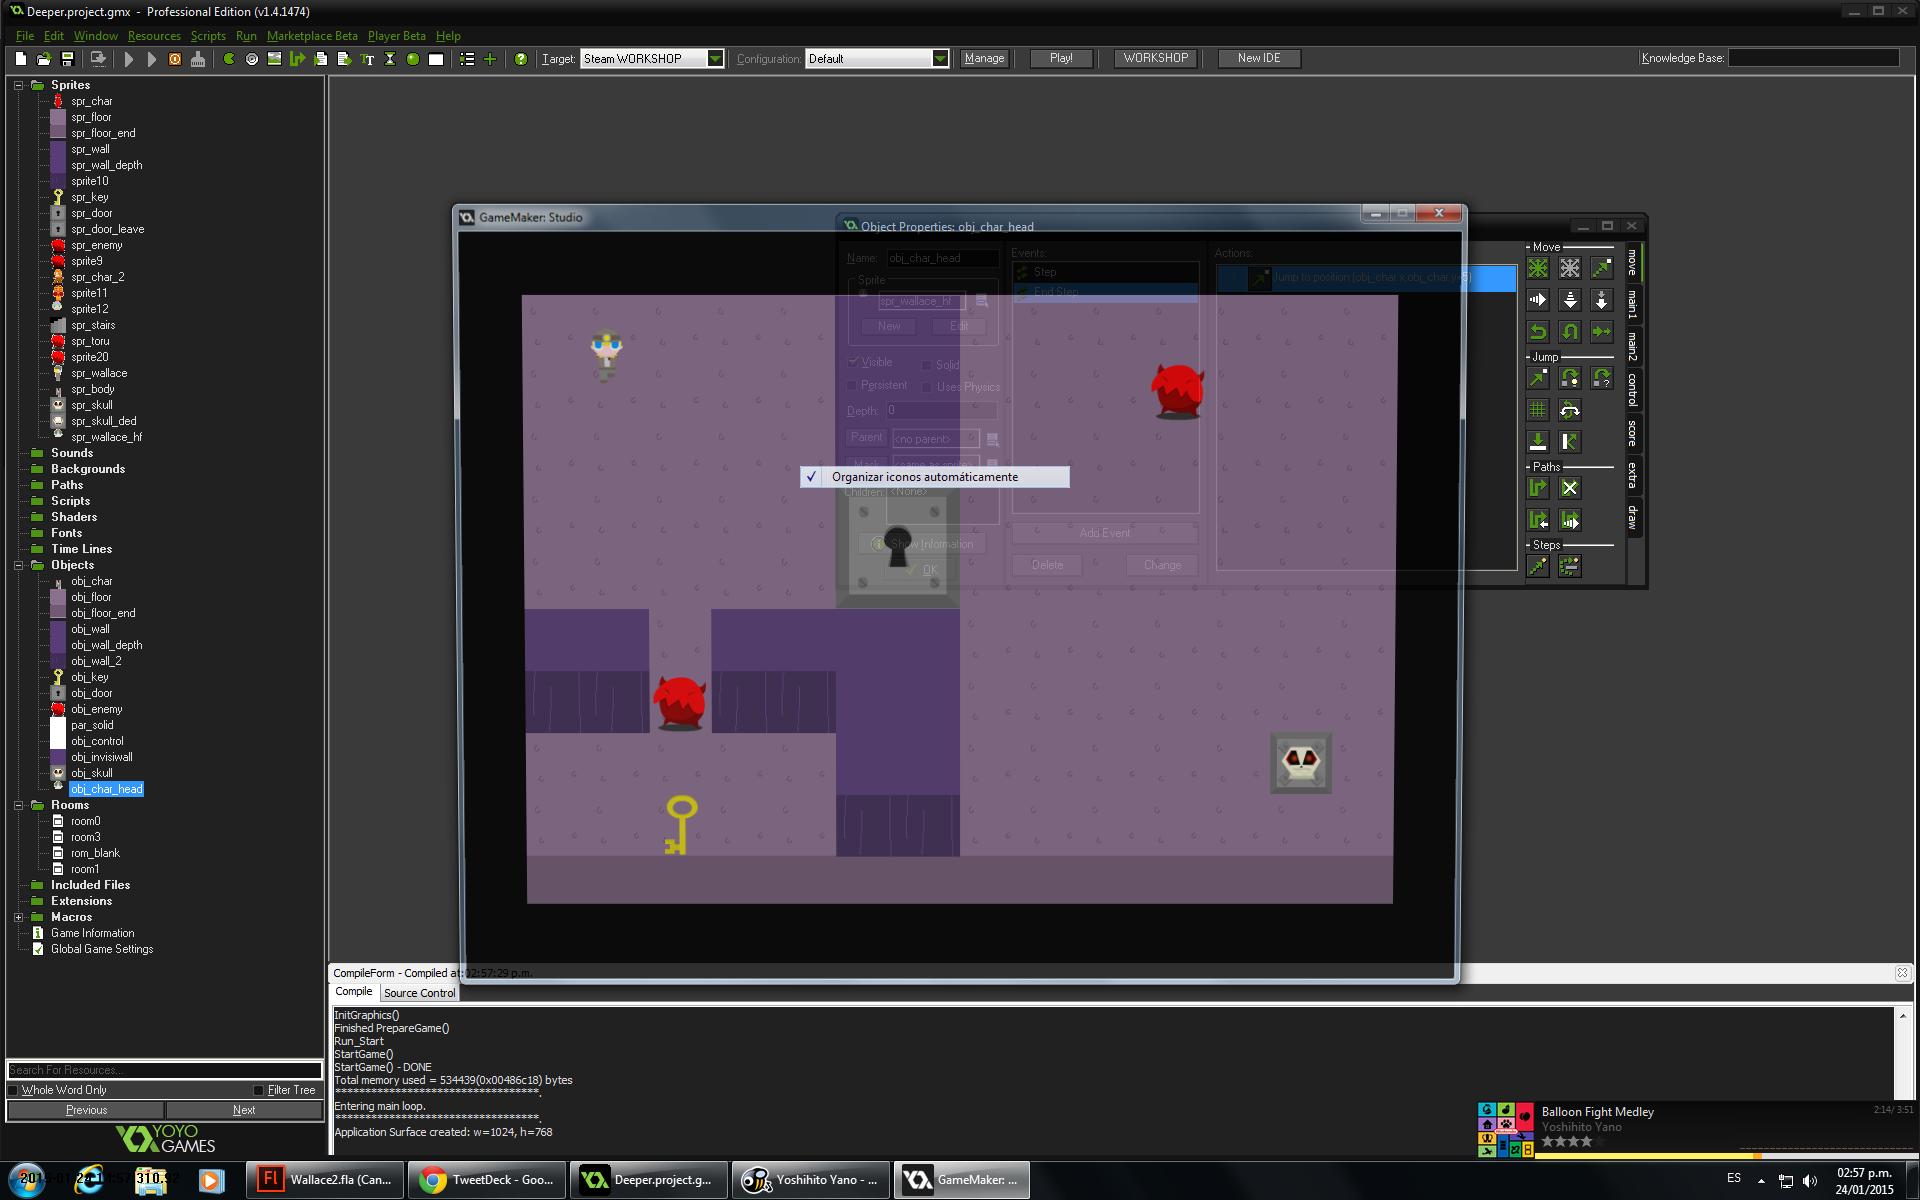 Deeper.project.gmx - Professional Edition (v1.4.1474)
File Edit Window Resources Scripts Run Marketplace Beta Player Beta Help
Target: Steam WORKSHOP Configuration: Default Manage Play! WORKSHOP New IDE Knowledge Base:
Sprites
spr_char
spr_floor
spr_floor_end
spr_wall
spr_wall_depth
sprite10
spr_key
spr_door
spr_door_leave
spr_enemy
sprite9
spr_char_2
sprite11
sprite12
spr_stairs
spr_toru
sprite20
spr_wallace
spr_body
spr_skull
spr_skull_ded
spr_wallace_hf
Sounds
Backgrounds
Paths
Scripts
Shaders
Fonts
Time Lines
Objects
obj_char
obj_floor
obj_floor_end
obj_wall
obj_wall_depth
obj_wall_2
obj_key
obj_door
obj_enemy
par_solid
obj_control
obj_invisiwall
obj_skull
obj_char_head
Rooms
room0
room3
rom_blank
room1
Included Files
Extensions
Macros
Game Information
Global Game Settings
Search For Resources...
Whole Word Only Filter Tree
Previous Next
YOYO GAMES
GameMaker: Studio
Object Properties: obj_char_head
Name: obj_char_head
Sprite
spr_wallace_hf
New Edit
Visible Solid
Persistent Uses Physics
Depth: 0
Parent <no parent>
Mask <same as sprite>
Organizar iconos automáticamente
Children: <None>
Show Information
OK
Events:
Step
End Step
Add Event
Delete Change
Actions:
Move
Jump
Paths
Steps
move
main1
main2
control
score
extra
draw
CompileForm - Compiled at:02:57:29 p.m.
Compile Source Control
InitGraphics()
Finished PrepareGame()
Run_Start
StartGame()
StartGame() - DONE
Total memory used = 534439(0x00486c18) bytes
***********************************.
Entering main loop.
***********************************.
Application Surface created: w=1024, h=768
Balloon Fight Medley 2:14/ 3:51
Yoshihito Yano
Wallace2.fla (Can...
TweetDeck - Goo...
Deeper.project.g...
Yoshihito Yano - ...
GameMaker: ...
ES
02:57 p.m.
24/01/2015